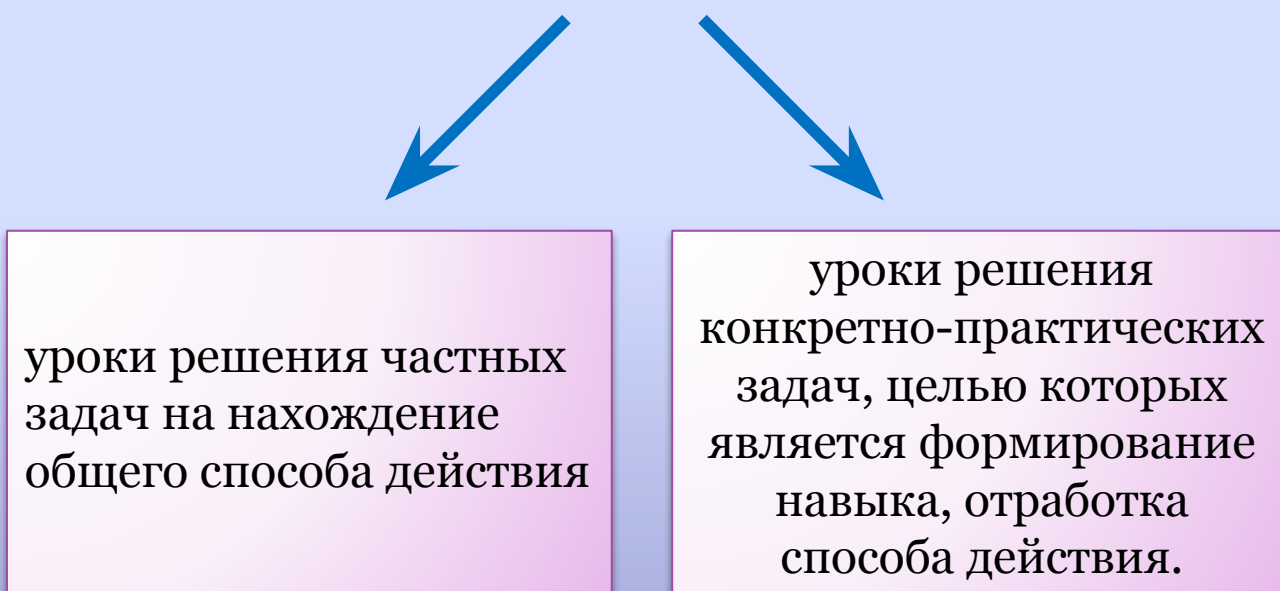 уроки решения частных
задач на нахождение
общего способа действия
уроки решения
конкретно-практических
задач, целью которых
является формирование
навыка, отработка
способа действия.